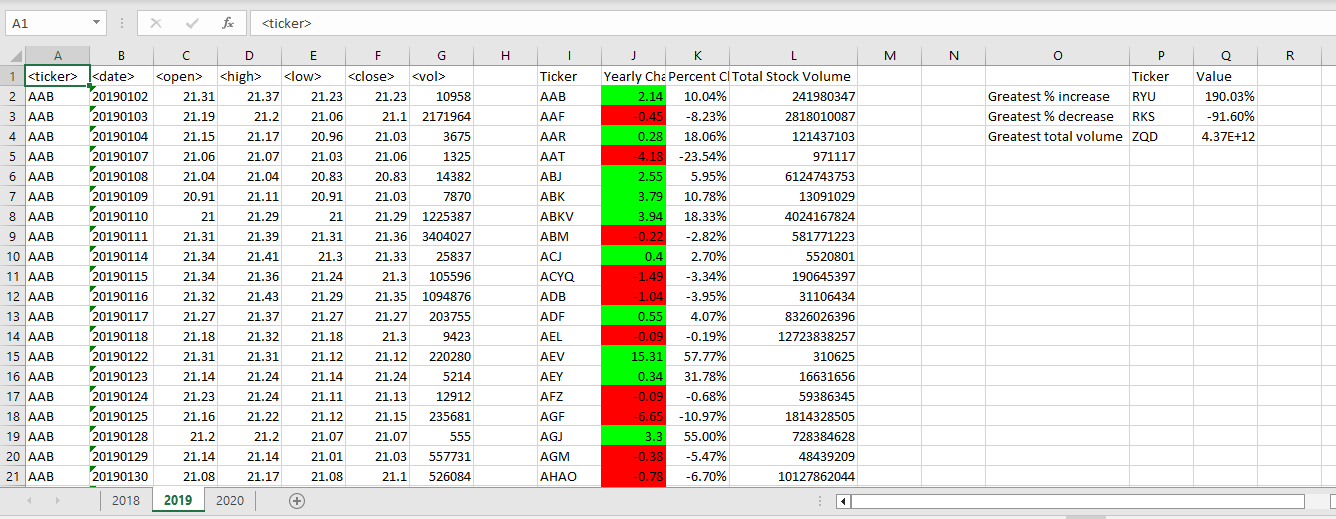 A1 fx <ticker>
A B C D E F G H I J K L M N O P Q R
1 <ticker> <date> <open> <high> <low> <close> <vol> Ticker Yearly Cha Percent Cl Total Stock Volume Ticker Value
2 AAB 20190102 21.31 21.37 21.23 21.23 10958 AAB 2.14 10.04% 241980347 Greatest % increase RYU 190.03%
3 AAB 20190103 21.19 21.2 21.06 21.1 2171964 AAF -0.45 -8.23% 2818010087 Greatest % decrease RKS -91.60%
4 AAB 20190104 21.15 21.17 20.96 21.03 3675 AAR 0.28 18.06% 121437103 Greatest total volume ZQD 4.37E+12
5 AAB 20190107 21.06 21.07 21.03 21.06 1325 AAT -4.18 -23.54% 971117
6 AAB 20190108 21.04 21.04 20.83 20.83 14382 ABJ 2.55 5.95% 6124743753
7 AAB 20190109 20.91 21.11 20.91 21.03 7870 ABK 3.79 10.78% 13091029
8 AAB 20190110 21 21.29 21 21.29 1225387 ABKV 3.94 18.33% 4024167824
9 AAB 20190111 21.31 21.39 21.31 21.36 3404027 ABM -0.22 -2.82% 581771223
10 AAB 20190114 21.34 21.41 21.3 21.33 25837 ACJ 0.4 2.70% 5520801
11 AAB 20190115 21.34 21.36 21.24 21.3 105596 ACYQ -1.49 -3.34% 190645397
12 AAB 20190116 21.32 21.43 21.29 21.35 1094876 ADB -1.04 -3.95% 31106434
13 AAB 20190117 21.27 21.37 21.27 21.27 203755 ADF 0.55 4.07% 8326026396
14 AAB 20190118 21.18 21.32 21.18 21.3 9423 AEL -0.09 -0.19% 12723838257
15 AAB 20190122 21.31 21.31 21.12 21.12 220280 AEV 15.31 57.77% 310625
16 AAB 20190123 21.14 21.24 21.14 21.24 5214 AEY 0.34 31.78% 16631656
17 AAB 20190124 21.23 21.24 21.11 21.13 12912 AFZ -0.09 -0.68% 59386345
18 AAB 20190125 21.16 21.22 21.12 21.15 235681 AGF -6.65 -10.97% 1814328505
19 AAB 20190128 21.2 21.2 21.07 21.07 555 AGJ 3.3 55.00% 728384628
20 AAB 20190129 21.14 21.14 21.01 21.03 557731 AGM -0.38 -5.47% 48439209
21 AAB 20190130 21.08 21.17 21.08 21.1 526084 AHAO -0.78 -6.70% 10127862044
2018 2019 2020